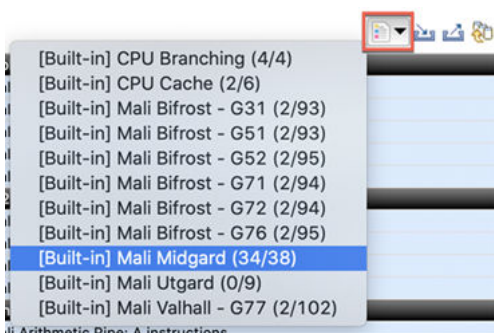 [Built-in] CPU Branching (4/4)
[Built-in] CPU Cache (2/6)
[Built-in] Mali Bifrost - G31 (2/93)
[Built-in] Mali Bifrost - G51 (2/93)
[Built-in] Mali Bifrost - G52 (2/95)
[Built-in] Mali Bifrost - G71 (2/94)
[Built-in] Mali Bifrost - G72 (2/94)
[Built-in] Mali Bifrost - G76 (2/95)
[Built-in] Mali Midgard (34/38)
[Built-in] Mali Utgard (0/9)
[Built-in] Mali Valhall - G77 (2/102)
Arithmetic Pipe: A instructions